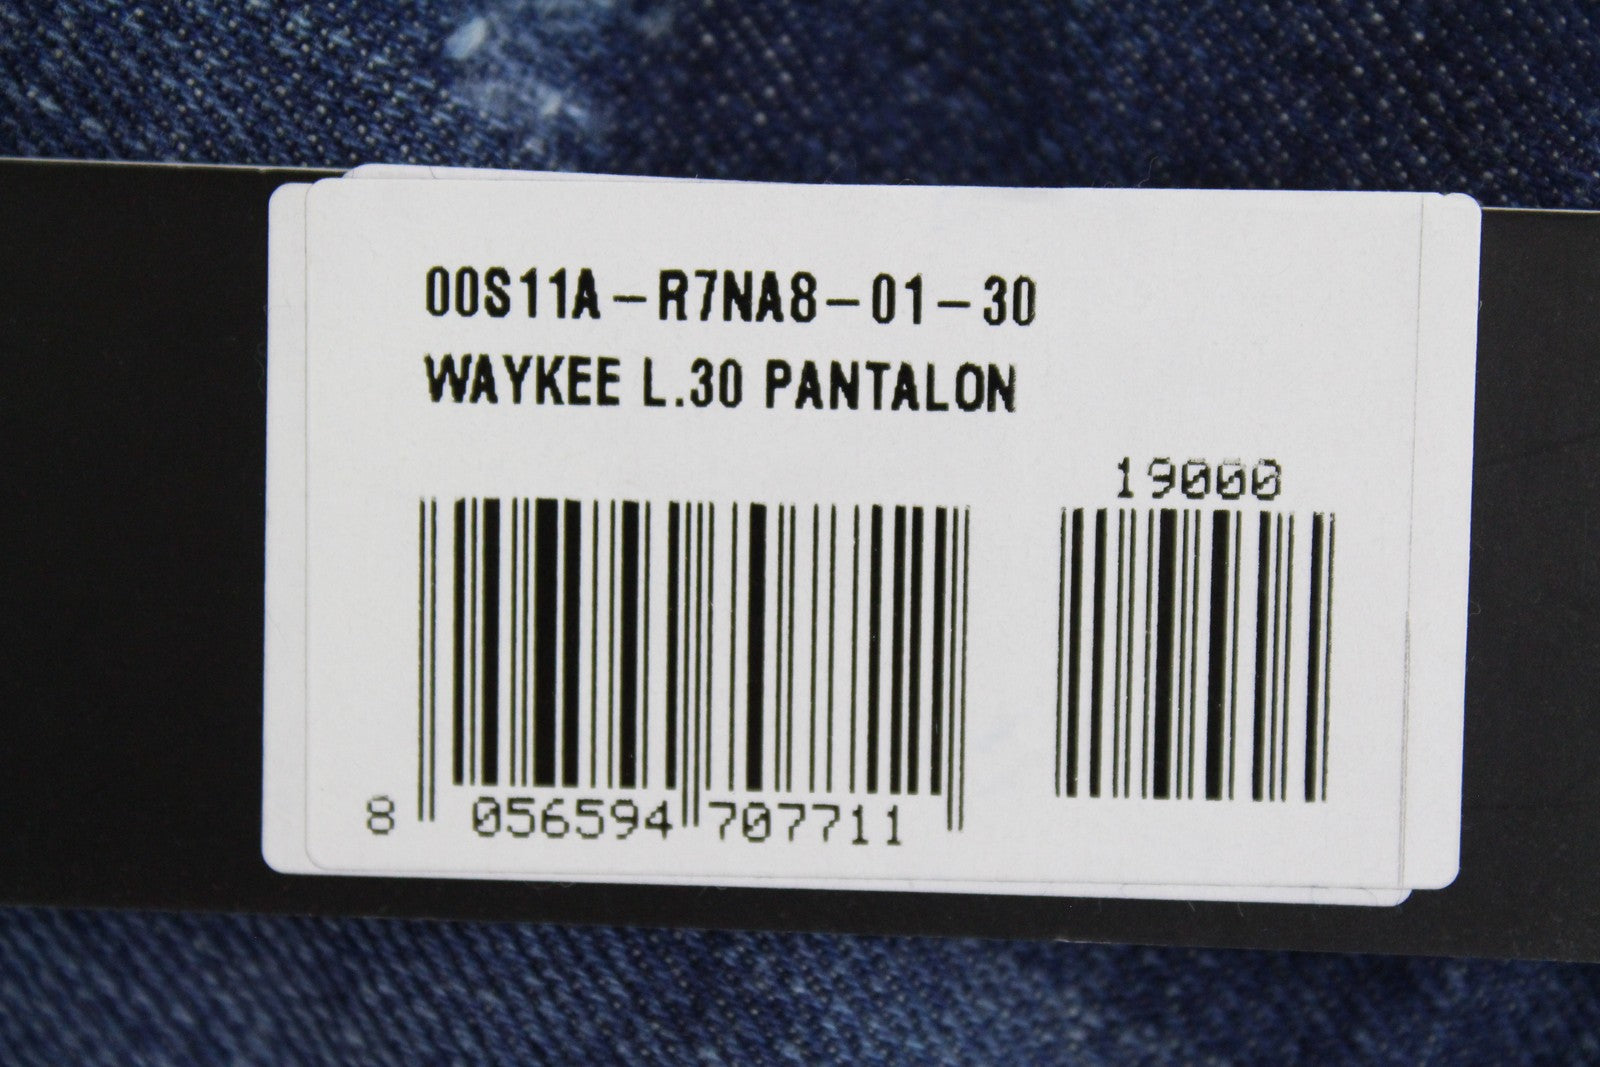 00S11A-R7NA8-01-30
WAYKEE L.30 PANTALON
19000
8 056594 707711